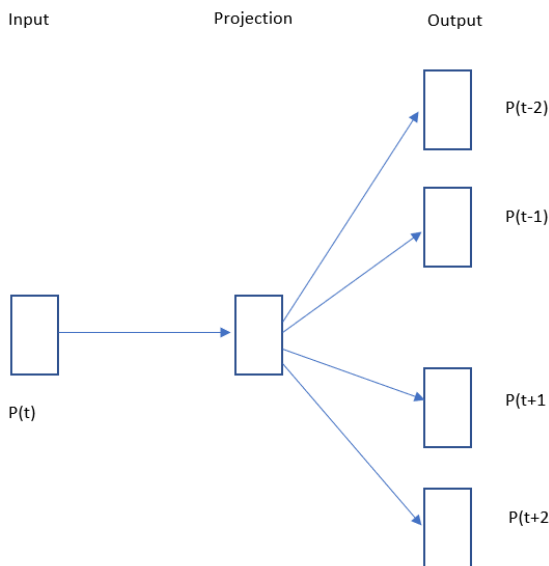 Input
Projection
Output
P(t-2)
P(t-1)
P(t)
P(t+1
P(t+2